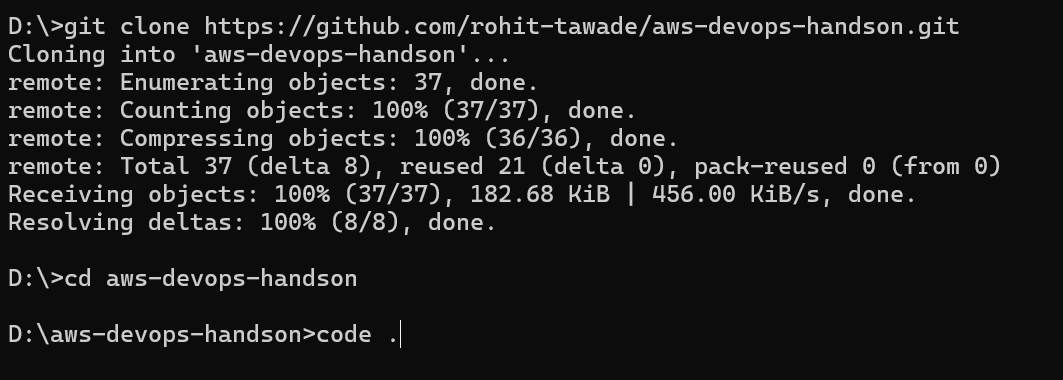 D:\>git clone https://github.com/rohit-tawade/aws-devops-handson.git
Cloning into 'aws-devops-handson'...
remote: Enumerating objects: 37, done.
remote: Counting objects: 100% (37/37), done.
remote: Compressing objects: 100% (36/36), done.
remote: Total 37 (delta 8), reused 21 (delta 0), pack-reused 0 (from 0)
Receiving objects: 100% (37/37), 182.68 KiB | 456.00 KiB/s, done.
Resolving deltas: 100% (8/8), done.
D:\>cd aws-devops-handson
D:\aws-devops-handson>code .